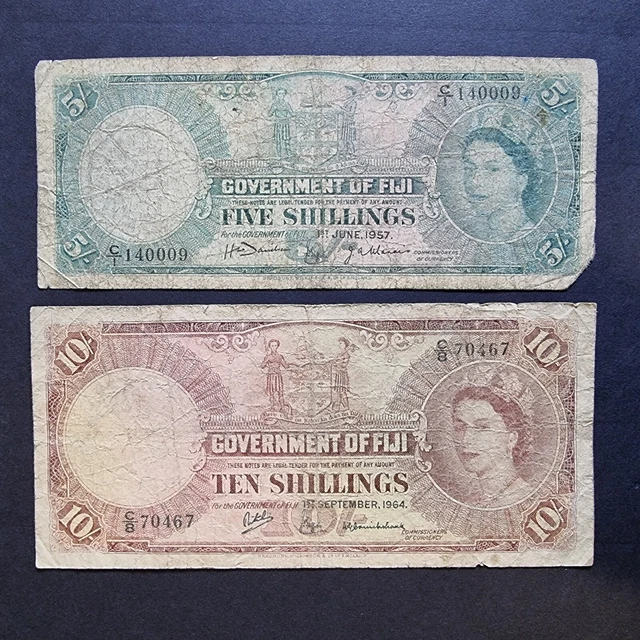 5/-
C/1 140009
5/-
GOVERNMENT OF FIJI
THESE NOTES ARE LEGAL TENDER FOR THE PAYMENT OF ANY AMOUNT
FIVE SHILLINGS
For the GOVERNMENT of FIJI 1ST JUNE, 1957.
5/-
C/1 140009
COMMISSIONERS
OF CURRENCY
5/-
10/-
C/8 70467
10/-
GOVERNMENT OF FIJI
THESE NOTES ARE LEGAL TENDER FOR THE PAYMENT OF ANY AMOUNT
TEN SHILLINGS
For the GOVERNMENT of FIJI 1ST SEPTEMBER, 1964.
10/-
C/8 70467
COMMISSIONERS
OF CURRENCY
10/-